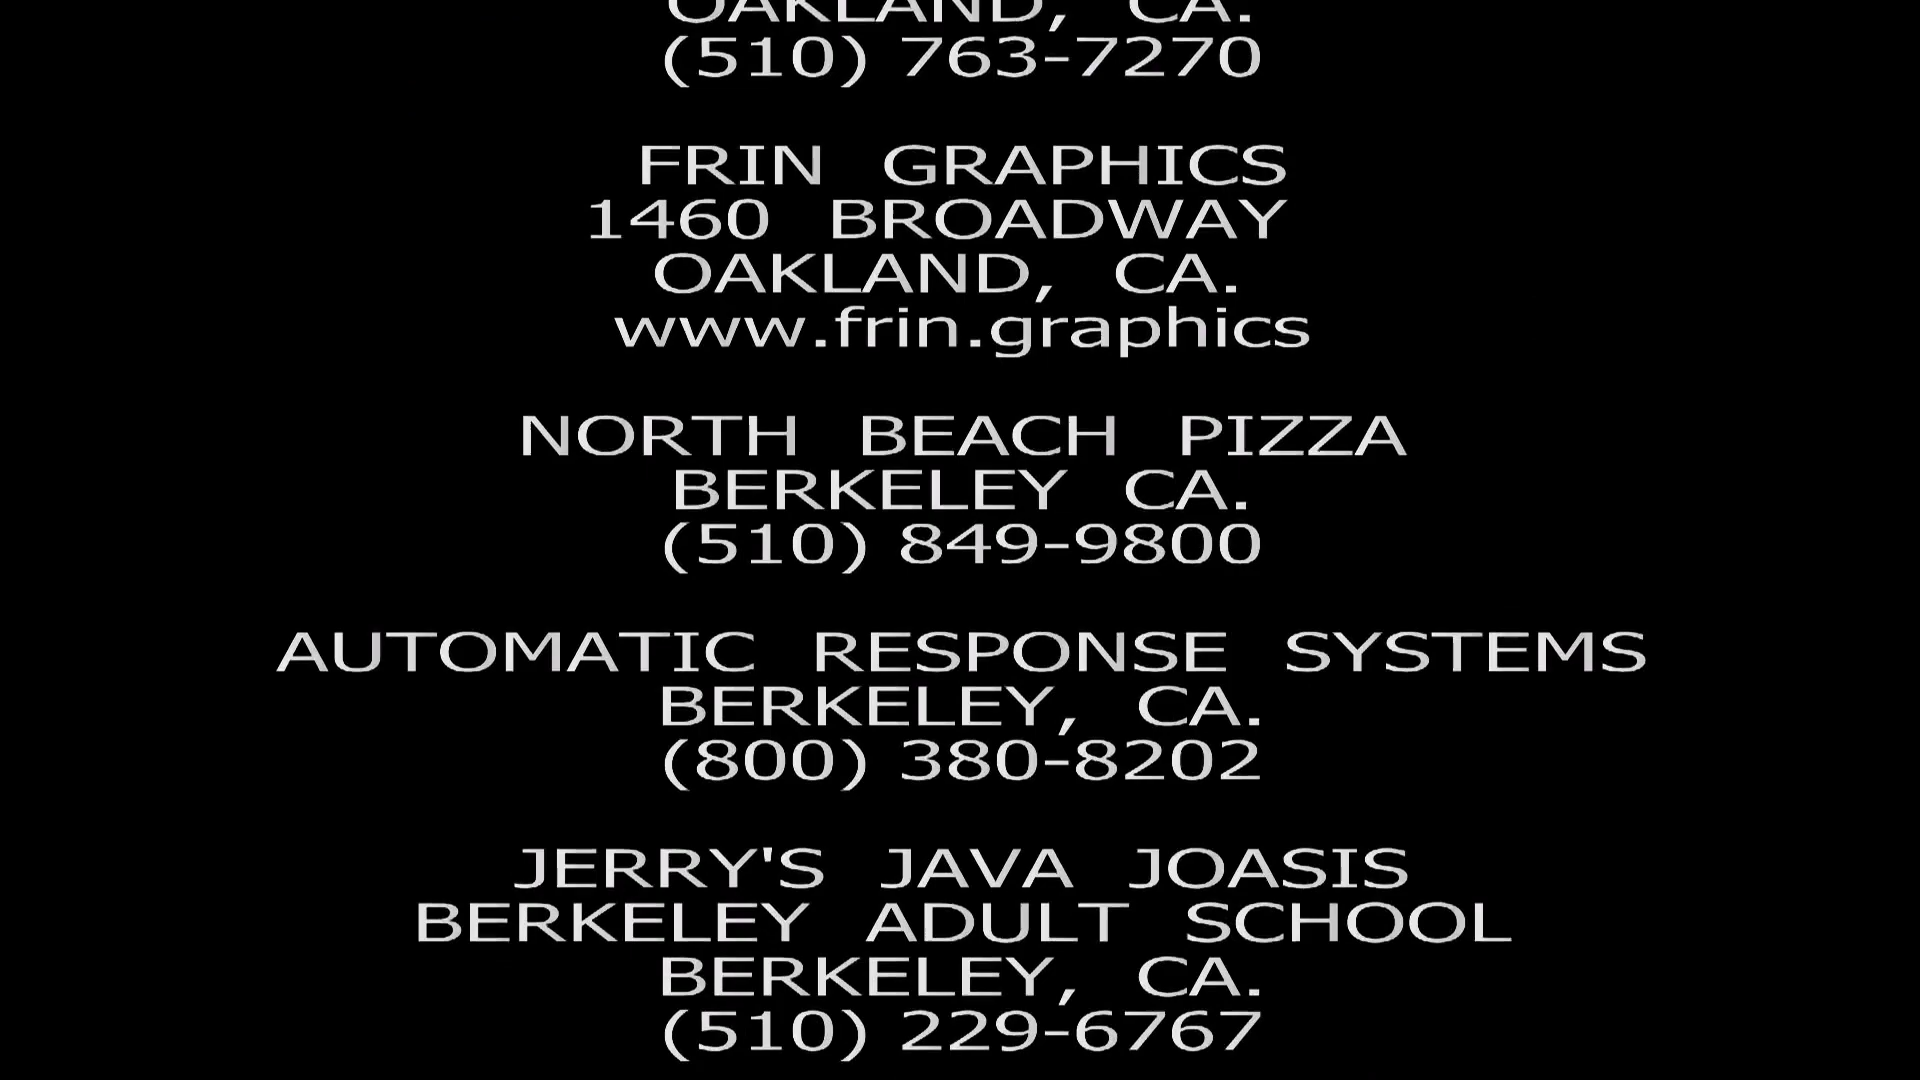 OAKLAND, CA.
(510) 763-7270
FRIN GRAPHICS
1460 BROADWAY
OAKLAND, CA.
www.frin.graphics
NORTH BEACH PIZZA
BERKELEY CA.
(510) 849-9800
AUTOMATIC RESPONSE SYSTEMS
BERKELEY, CA.
(800) 380-8202
JERRY'S JAVA JOASIS
BERKELEY ADULT SCHOOL
BERKELEY, CA.
(510) 229-6767